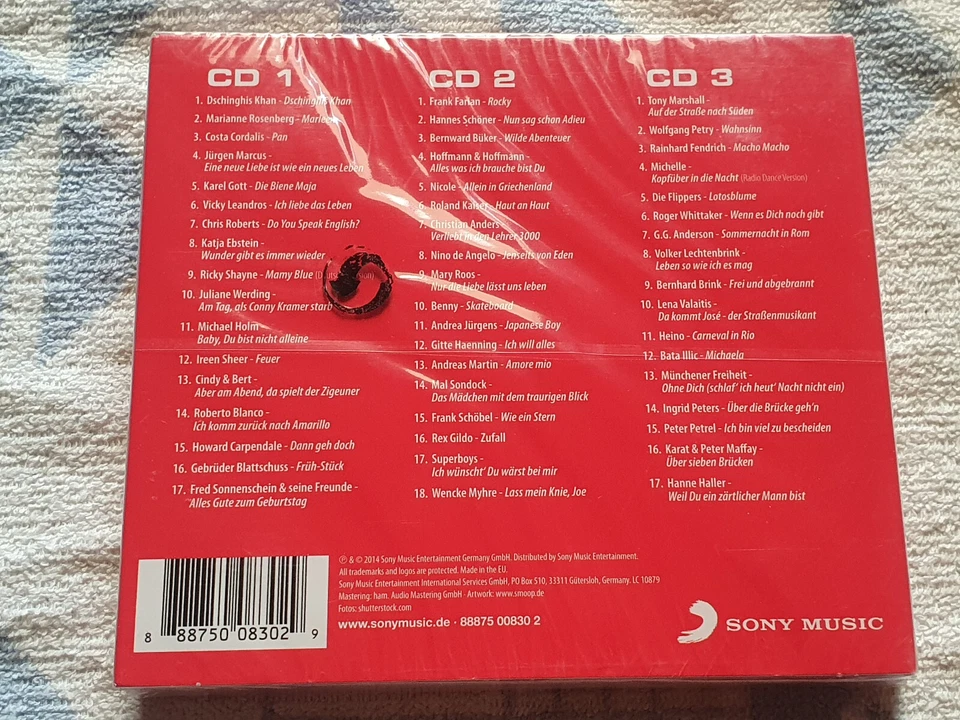 CD 1
1. Dschinghis Khan - Dschinghis Khan
2. Marianne Rosenberg - Marleen
3. Costa Cordalis - Pan
4. Jürgen Marcus -
Eine neue Liebe ist wie ein neues Leben
5. Karel Gott - Die Biene Maja
6. Vicky Leandros - Ich liebe das Leben
7. Chris Roberts - Do You Speak English?
8. Katja Ebstein -
Wunder gibt es immer wieder
9. Ricky Shayne - Mamy Blue
10. Juliane Werding -
Am Tag, als Conny Kramer starb
11. Michael Holm -
Baby, Du bist nicht alleine
12. Ireen Sheer - Feuer
13. Cindy & Bert -
Aber am Abend, da spielt der Zigeuner
14. Roberto Blanco -
Ich komm zurück nach Amarillo
15. Howard Carpendale - Dann geh doch
16. Gebrüder Blattschuss - Früh-Stück
17. Fred Sonnenschein & seine Freunde -
Alles Gute zum Geburtstag
CD 2
1. Frank Farian - Rocky
2. Hannes Schöner - Nun sag schon Adieu
3. Bernward Büker - Wilde Abenteuer
4. Hoffmann & Hoffmann -
Alles was ich brauche bist Du
5. Nicole - Allein in Griechenland
6. Roland Kaiser - Haut an Haut
7. Christian Anders -
Verliebt in den Lehrer 3000
8. Nino de Angelo - Jenseits von Eden
9. Mary Roos -
Nur die Liebe lässt uns leben
10. Benny - Skateboard
11. Andrea Jürgens - Japanese Boy
12. Gitte Haenning - Ich will alles
13. Andreas Martin - Amore mio
14. Mal Sondock -
Das Mädchen mit dem traurigen Blick
15. Frank Schöbel - Wie ein Stern
16. Rex Gildo - Zufall
17. Superboys -
Ich wünscht' Du wärst bei mir
18. Wencke Myhre - Lass mein Knie, Joe
CD 3
1. Tony Marshall -
Auf der Straße nach Süden
2. Wolfgang Petry - Wahnsinn
3. Rainhard Fendrich - Macho Macho
4. Michelle -
Kopfüber in die Nacht (Radio Dance Version)
5. Die Flippers - Lotosblume
6. Roger Whittaker - Wenn es Dich noch gibt
7. G.G. Anderson - Sommernacht in Rom
8. Volker Lechtenbrink -
Leben so wie ich es mag
9. Bernhard Brink - Frei und abgebrannt
10. Lena Valaitis -
Da kommt José - der Straßenmusikant
11. Heino - Carneval in Rio
12. Bata Illic - Michaela
13. Münchener Freiheit -
Ohne Dich (schlaf' ich heut' Nacht nicht ein)
14. Ingrid Peters - Über die Brücke geh'n
15. Peter Petrel - Ich bin viel zu bescheiden
16. Karat & Peter Maffay -
Über sieben Brücken
17. Hanne Haller -
Weil Du ein zärtlicher Mann bist
8 88750 08302 9
℗ & © 2014 Sony Music Entertainment Germany GmbH. Distributed by Sony Music Entertainment.
All trademarks and logos are protected. Made in the EU.
Sony Music Entertainment International Services GmbH, PO Box 510, 33311 Gütersloh, Germany. LC 10879
Mastering: ham. Audio Mastering GmbH · Artwork: www.smoop.de
Fotos: shutterstock.com
www.sonymusic.de · 88875 00830 2
SONY MUSIC